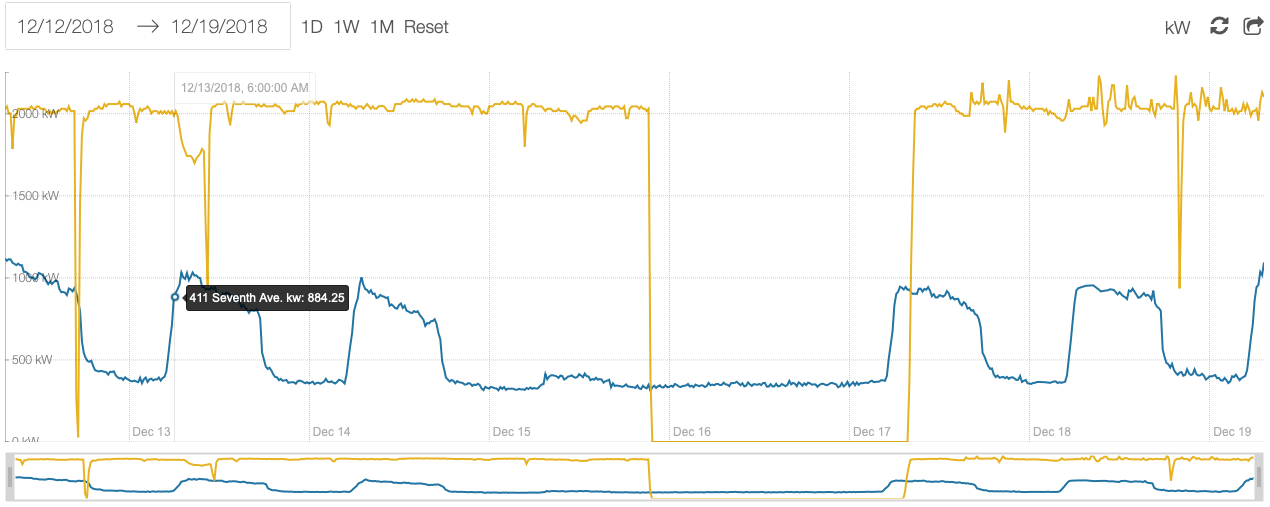 12/12/2018 → 12/19/2018 1D 1W 1M Reset kW
12/13/2018, 6:00:00 AM
2000 kW
1500 kW
1000 kW
411 Seventh Ave. kw: 884.25
500 kW
0 kW
Dec 13 Dec 14 Dec 15 Dec 16 Dec 17 Dec 18 Dec 19